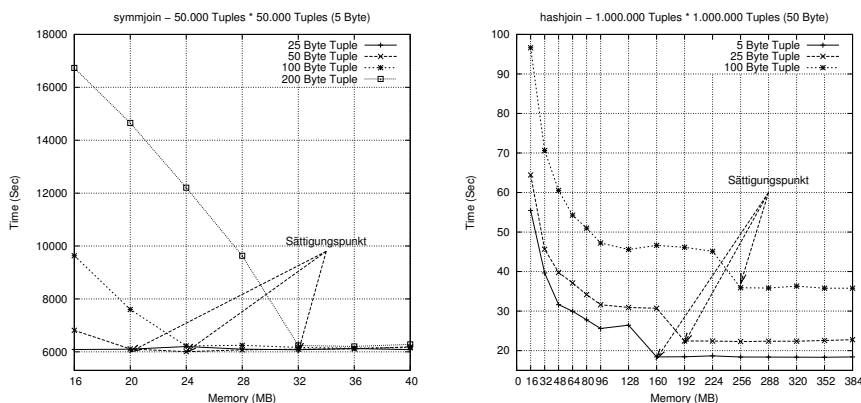 symmjoin – 50.000 Tuples * 50.000 Tuples (5 Byte)
18000
16000
14000
12000
10000
8000
6000
Time (Sec)
25 Byte Tuple
50 Byte Tuple
100 Byte Tuple
200 Byte Tuple
Sättigungspunkt
16 20 24 28 32 36 40
Memory (MB)
hashjoin – 1.000.000 Tuples * 1.000.000 Tuples (50 Byte)
100
90
80
70
60
50
40
30
20
Time (Sec)
5 Byte Tuple
25 Byte Tuple
100 Byte Tuple
Sättigungspunkt
0 16 32 48 64 80 96 128 160 192 224 256 288 320 352 384
Memory (MB)